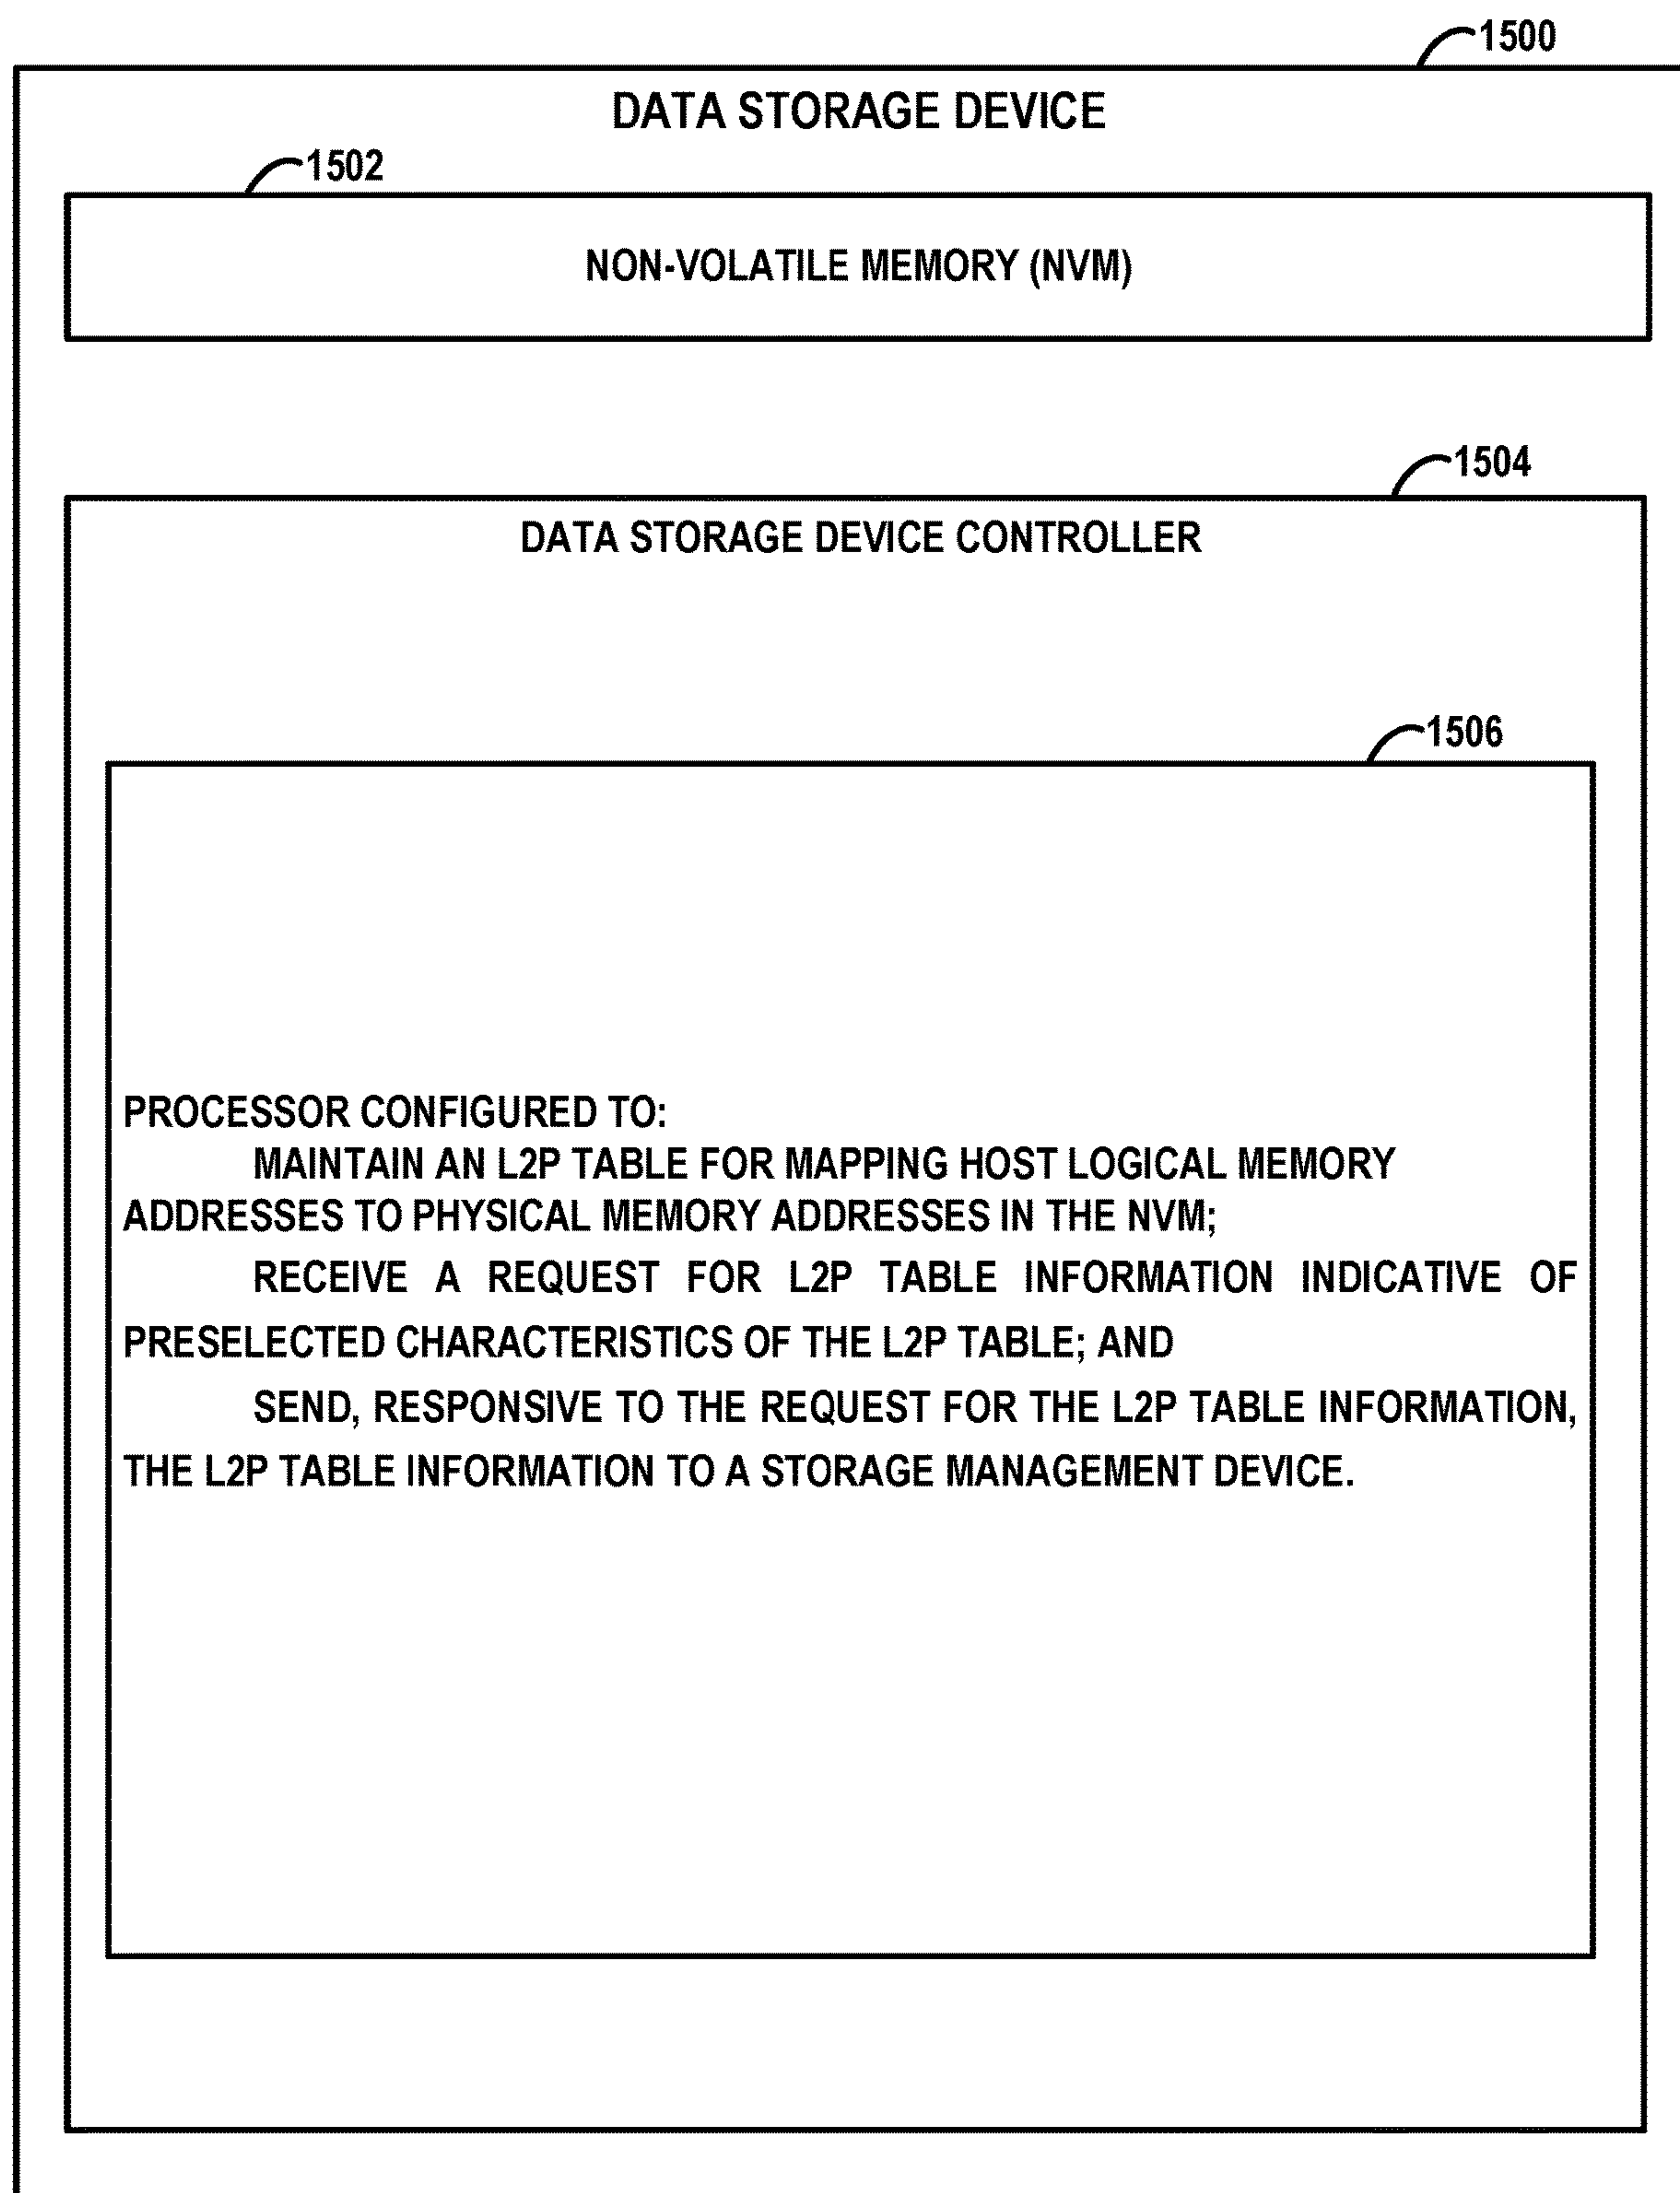 1500
DATA STORAGE DEVICE
1502
NON-VOLATILE MEMORY (NVM)
1504
DATA STORAGE DEVICE CONTROLLER
1506
PROCESSOR CONFIGURED TO:
MAINTAIN AN L2P TABLE FOR MAPPING HOST LOGICAL MEMORY
ADDRESSES TO PHYSICAL MEMORY ADDRESSES IN THE NVM;
RECEIVE A REQUEST FOR L2P TABLE INFORMATION INDICATIVE OF
PRESELECTED CHARACTERISTICS OF THE L2P TABLE; AND
SEND, RESPONSIVE TO THE REQUEST FOR THE L2P TABLE INFORMATION,
THE L2P TABLE INFORMATION TO A STORAGE MANAGEMENT DEVICE.